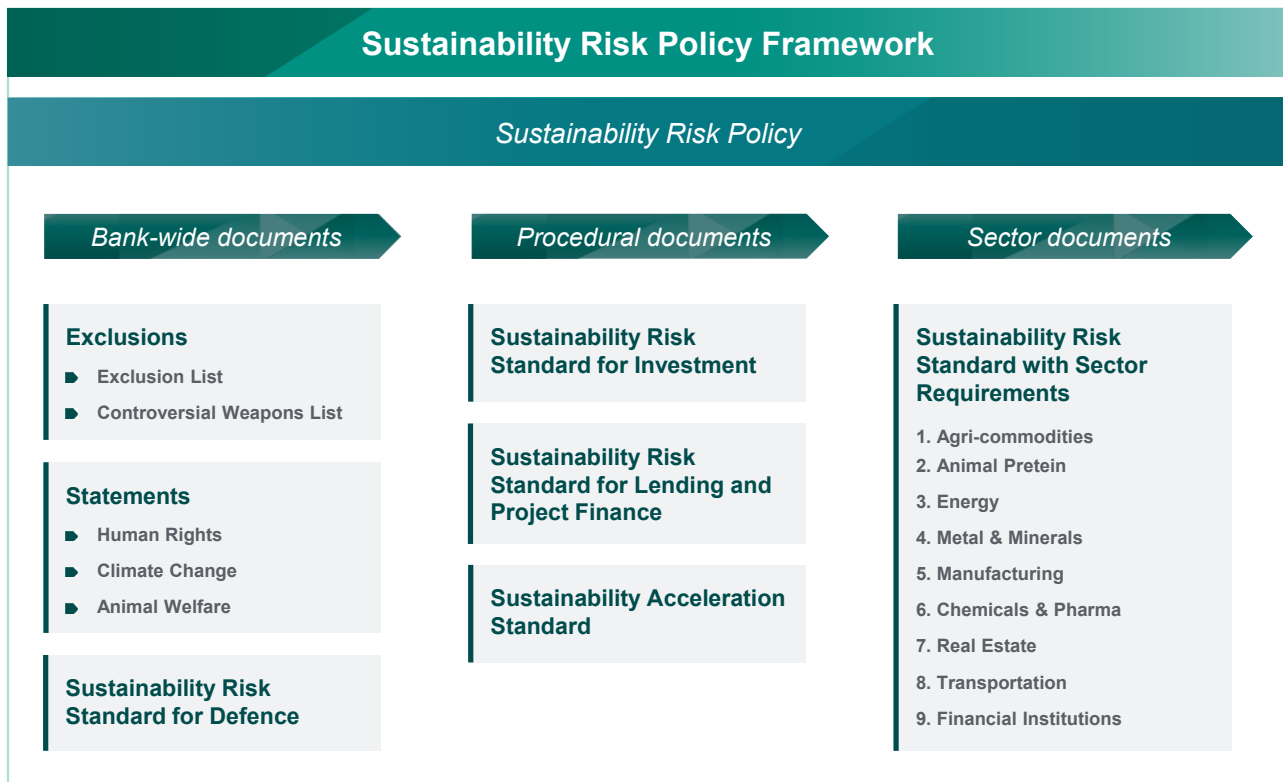 Sustainability Risk Policy Framework
Sustainability Risk Policy
Bank-wide documents
Exclusions
Exclusion List
Controversial Weapons List
Statements
Human Rights
Climate Change
Animal Welfare
Sustainability Risk
Standard for Defence
Procedural documents
Sustainability Risk
Standard for Investment
Sustainability Risk
Standard for Lending and
Project Finance
Sustainability Acceleration
Standard
Sector documents
Sustainability Risk
Standard with Sector
Requirements
1. Agri-commodities
2. Animal Pretein
3. Energy
4. Metal & Minerals
5. Manufacturing
6. Chemicals & Pharma
7. Real Estate
8. Transportation
9. Financial Institutions